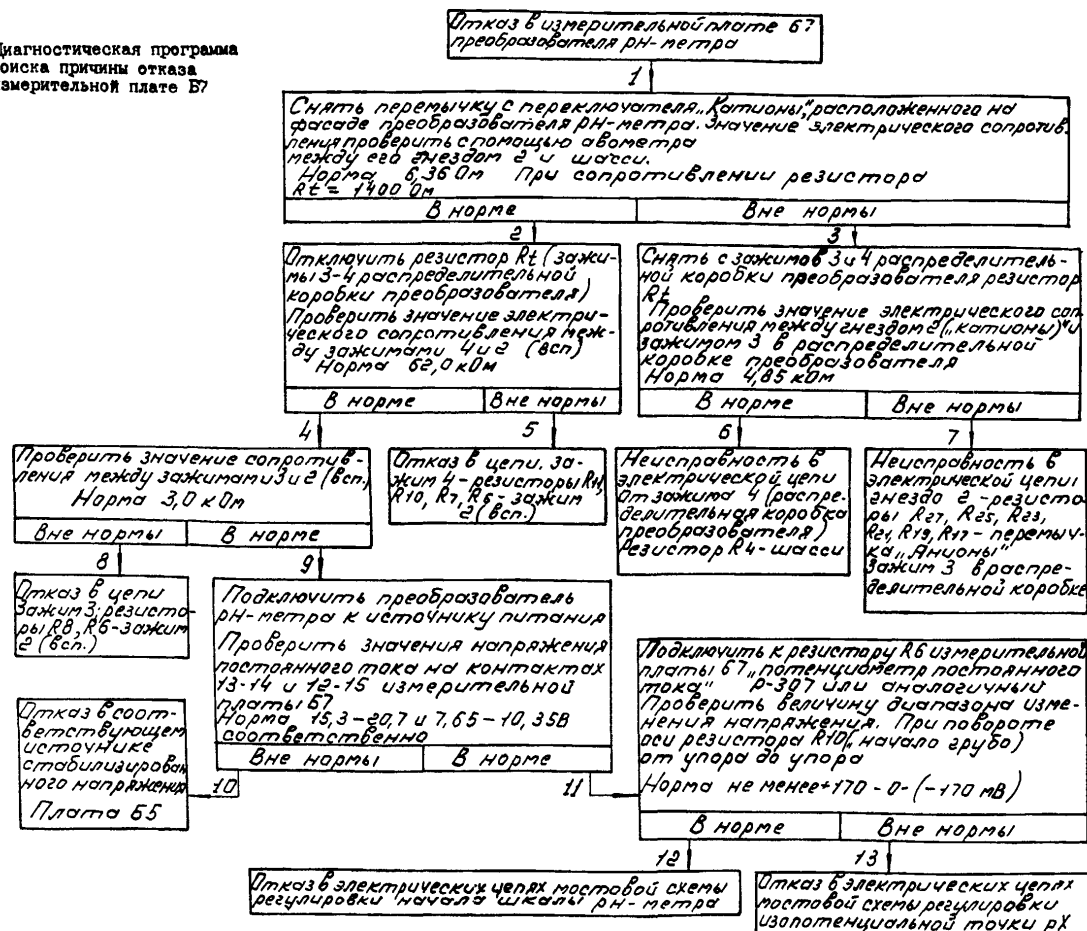 Диагностическая программа
оиска причины отказа
измерительной плате Б7
Отказ в измерительной плате Б7
преобразователя рН-метра
1
Снять перемычку с переключателя „Катионы", расположенного на
фасаде преобразователя рН-метра. Значение электрического сопротив.
ления проверить с помощью авометра
между его гнездом 2 и шасси.
Норма 6,36 Ом При сопротивлении резистора
Rt = 1400 Ом
В норме
Вне нормы
2
Отключить резистор Rt (зажи-
мы 3-4 распределительной
коробки преобразователя)
Проверить значение электри-
ческого сопротивления меж-
ду зажимами 4 и 2 (всп)
Норма 62,0 кОм
В норме
Вне нормы
3
Снять с зажимов 3 и 4 распределитель-
ной коробки преобразователя резистор
Rt
Проверить значение электрического соп
ротивления между гнездом 2 („катионы)" и
зажимом 3 в распределительной
коробке преобразователя
Норма 4,85 кОм
В норме
Вне нормы
4
Проверить значение сопротив-
ления между зажимами 3 и 2 (всп.)
Норма 3,0 кОм
Вне нормы
В норме
5
Отказ в цепи. за-
жим 4-резисторы
R10, R7, R6 - зажим
2 (всп.)
6
Неисправность в
электрической цепи
От зажима 4 (распре-
делительная коробка
преобразователя)
Резистор R4-шасси
7
Неисправность в
электрической цепи
гнездо 2 -резисто-
ры R27, R25, R23,
R21, R19, R17 - перемыч-
ка „Анионы"
Зажим 3 в распре-
делительной коробке
8
Отказ в цепи
Зажим 3; резисто-
ры R8, R6-зажим
2 (всп.)
9
Подключить преобразователь
рН-метра к источнику питания
Проверить значения напряжения
постоянного тока на контактах
13-14 и 12-15 измерительной
платы Б7
Норма 15,3-20,7 и 7,65-10,35В
соответственно
Вне нормы
В норме
10
Отказ в соот-
ветствующем
источнике
стабилизирован
ного напряжения
Плата Б5
11
Подключить к резистору R6 измерительной
платы Б7 „потенциометр постоянного
тока" Р-307 или аналогичный
Проверить величину диапазона изме-
нения напряжения. При повороте
оси резистора R10 („начало грубо)
от упора до упора
Норма не менее +170 - 0 - (-170 мВ)
В норме
Вне нормы
12
Отказ в электрических цепях мостовой схемы
регулировки начала шкалы рН-метра
13
Отказ в электрических цепях
мостовой схемы регулировки
изопотенциальной точки рХ